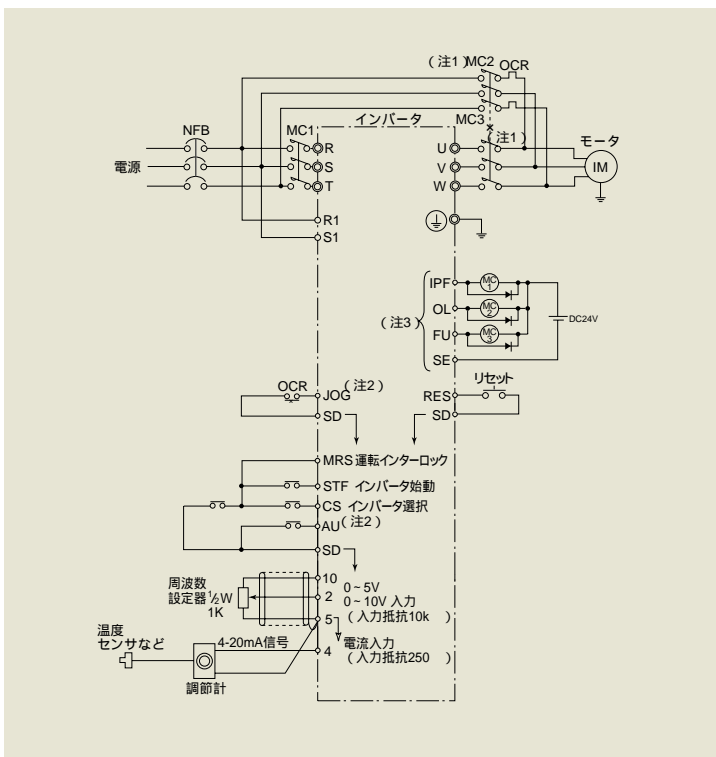 (注1)MC2 OCR
MC3
(注1)
NFB
MC1
インバータ
モータ
電源
R
S
T
U
V
W
IM
R1
S1
IPF
OL
FU
SE
MC
1
MC
2
MC
3
DC24V
(注3)
OCR
JOG(注2)
SD
リセット
RES
SD
MRS 運転インターロック
STF インバータ始動
CS インバータ選択
AU(注2)
SD
周波数
設定器 ½W
1K
10
2
5
4
0~5V
0~10V 入力
(入力抵抗10k )
電流入力
(入力抵抗250 )
温度
センサなど
4-20mA信号
調節計